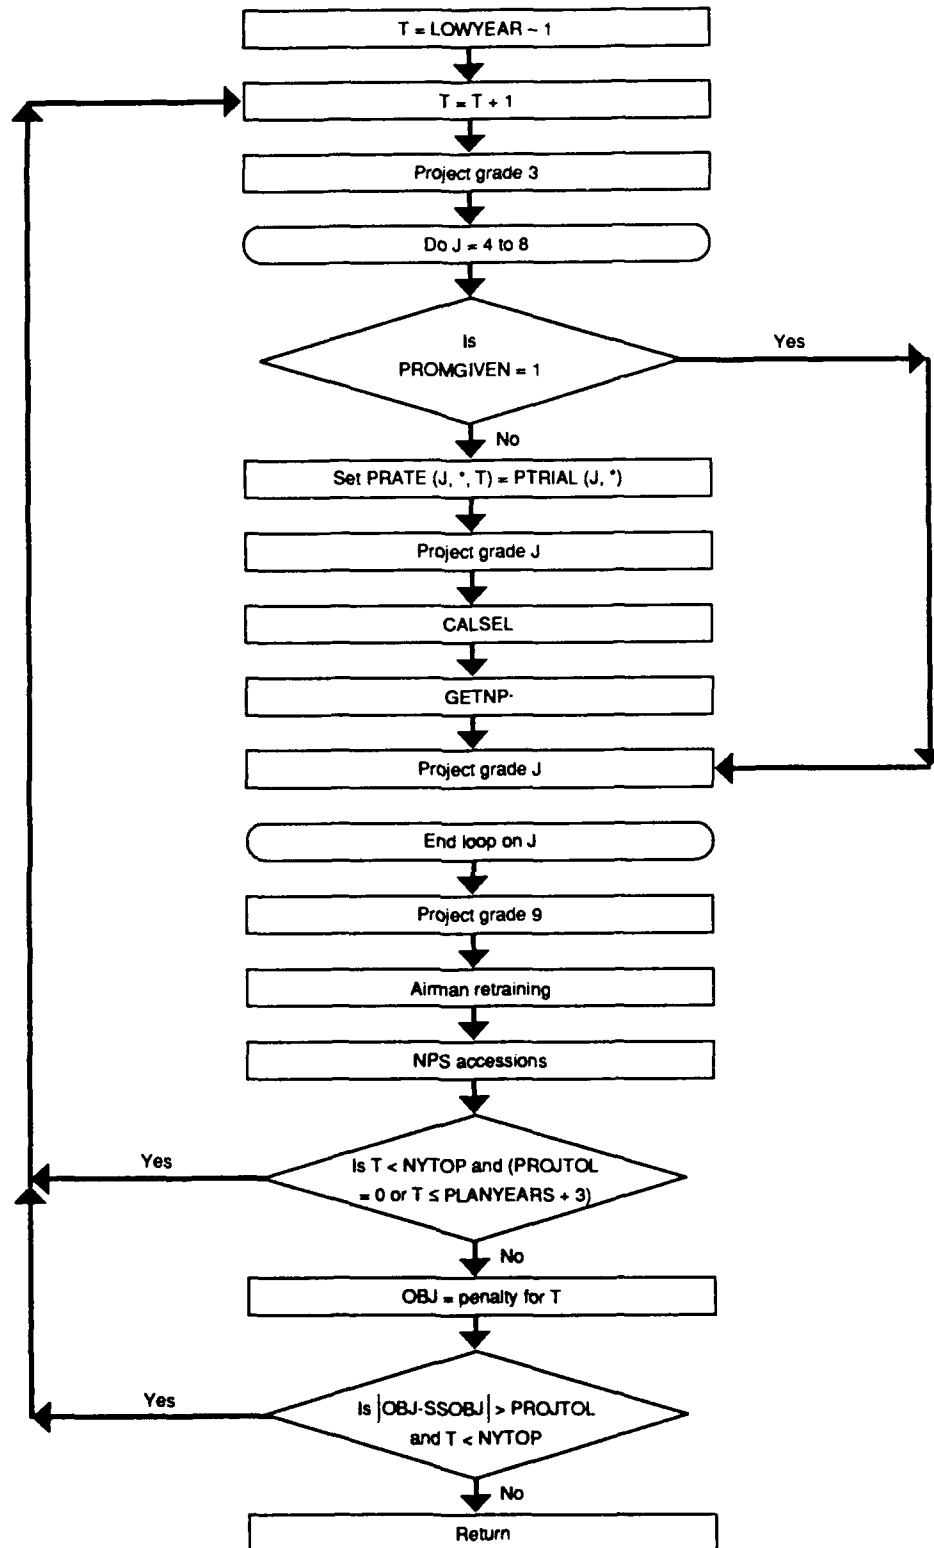 T = LOWYEAR - 1
T = T + 1
Project grade 3
Do J = 4 to 8
Is
PROMGIVEN = 1
Yes
No
Set PRATE (J, *, T) = PTRIAL (J, *)
Project grade J
CALSEL
GETNP·
Project grade J
End loop on J
Project grade 9
Airman retraining
NPS accessions
Yes
Is T < NYTOP and (PROJTOL
= 0 or T ≤ PLANYEARS + 3)
No
OBJ = penalty for T
Yes
Is |OBJ-SSOBJ| > PROJTOL
and T < NYTOP
No
Return